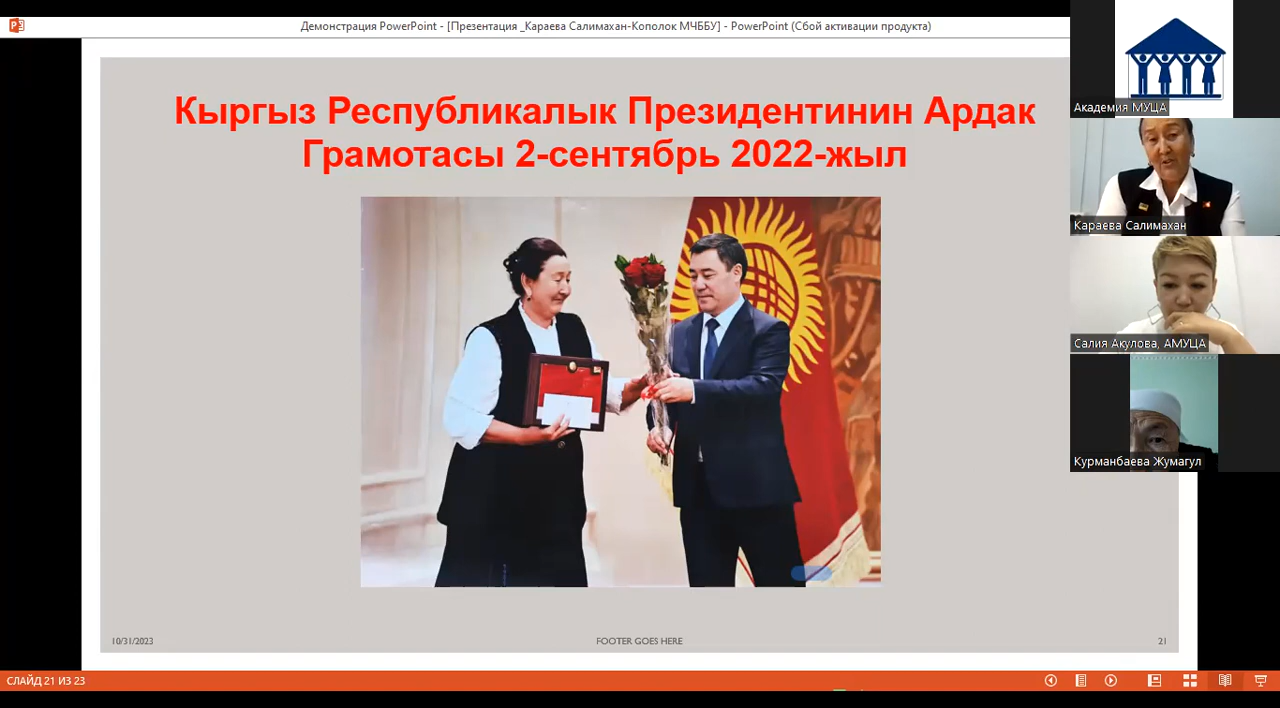 Демонстрация PowerPoint - [Презентация _Караева Салимахан-Кополок МЧББУ] - PowerPoint (Сбой активации продукта)
Кыргыз Республикалык Президентинин Ардак
Грамотасы 2-сентябрь 2022-жыл
Академия МУЦА
Караева Салимахан
Салия Акулова, АМУЦА
Курманбаева Жумагул
10/31/2023
FOOTER GOES HERE
21
СЛАЙД 21 ИЗ 23